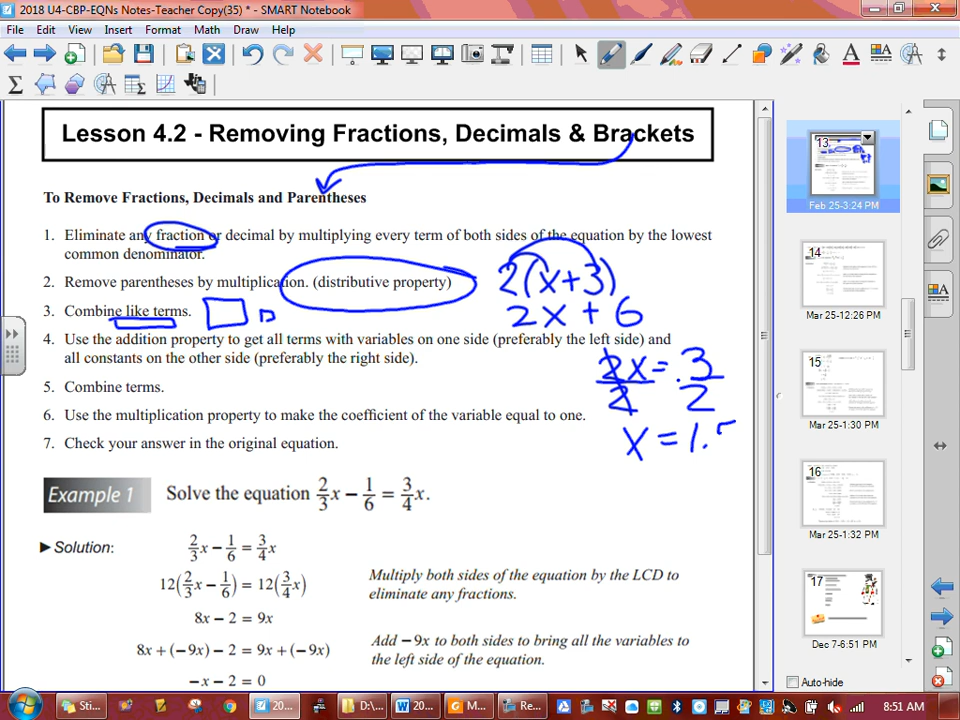 2018 U4-CBP-EQNs Notes-Teacher Copy(35) * - SMART Notebook
File Edit View Insert Format Math Draw Help
Lesson 4.2 - Removing Fractions, Decimals & Brackets
To Remove Fractions, Decimals and Parentheses
1. Eliminate any fraction or decimal by multiplying every term of both sides of the equation by the lowest
common denominator.
2. Remove parentheses by multiplication. (distributive property)
2(x+3)
3. Combine like terms.
2x + 6
4. Use the addition property to get all terms with variables on one side (preferably the left side) and
all constants on the other side (preferably the right side).
2x = 3
2 2
5. Combine terms.
6. Use the multiplication property to make the coefficient of the variable equal to one.
x = 1.5
7. Check your answer in the original equation.
Example 1 Solve the equation 2/3x − 1/6 = 3/4x.
►Solution: 2/3x − 1/6 = 3/4x
12(2/3x − 1/6) = 12(3/4x) Multiply both sides of the equation by the LCD to
eliminate any fractions.
8x − 2 = 9x
8x + (−9x) − 2 = 9x + (−9x) Add −9x to both sides to bring all the variables to
the left side of the equation.
−x − 2 = 0
13
Feb 25-3:24 PM
14
Mar 25-12:26 PM
15
Mar 25-1:30 PM
16
Mar 25-1:32 PM
17
Dec 7-6:51 PM
Auto-hide
Sti... 20... D:\... 20... M... Re... 8:51 AM